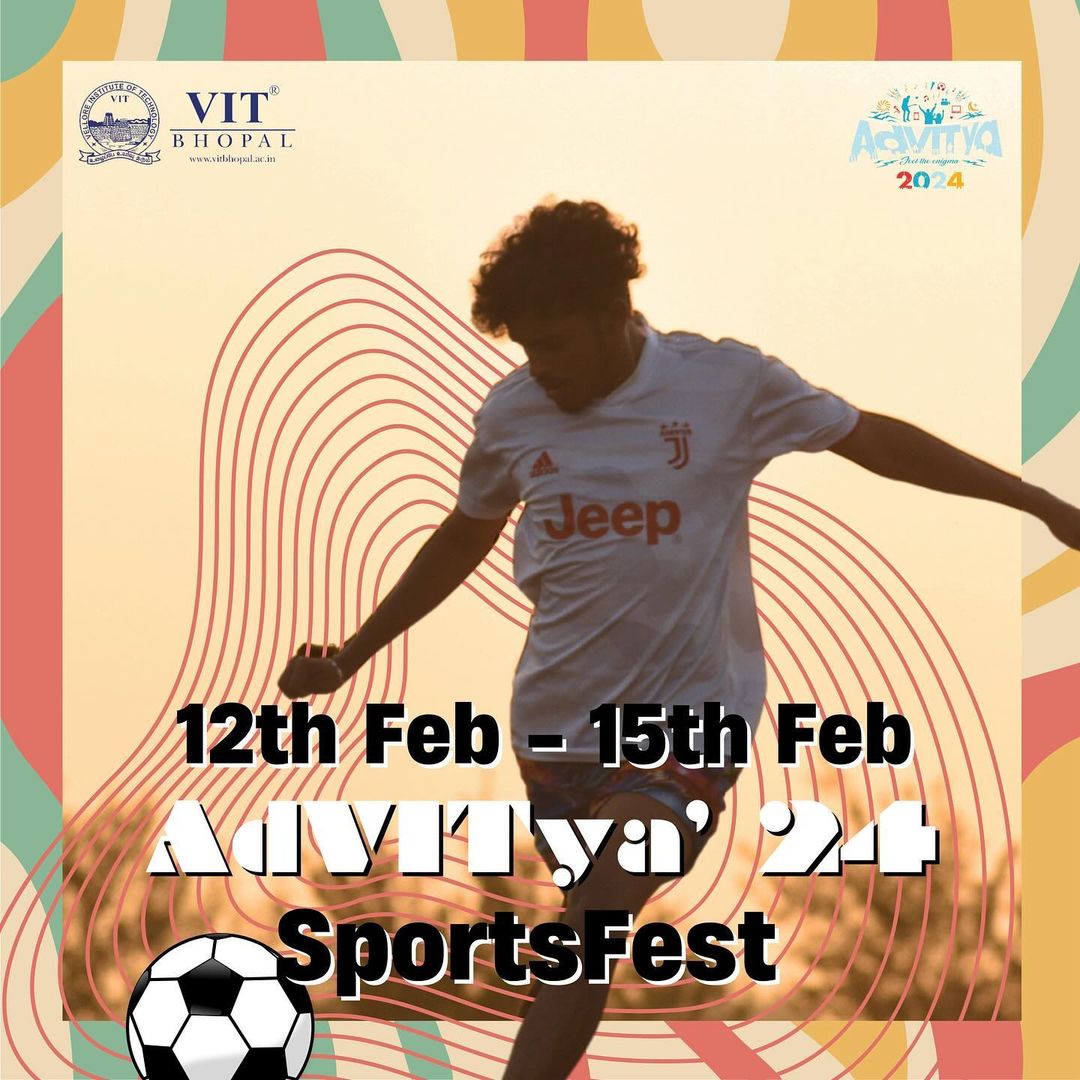 VELLORE INSTITUTE OF TECHNOLOGY
VIT
VIT®
BHOPAL
www.vitbhopal.ac.in
AdVITya
Feel the enigma
2024
JUVENTUS
J
adidas
Jeep
12th Feb - 15th Feb
AdVITya' 24
SportsFest